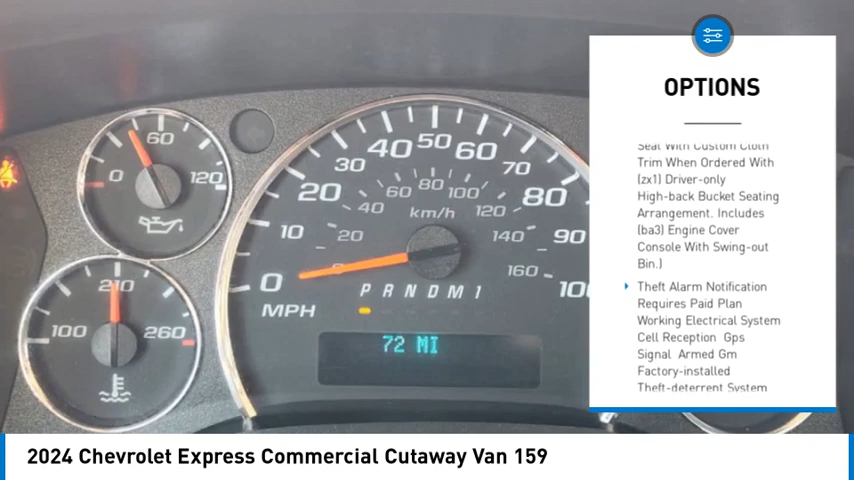 60
0
120
210
100
260
0
10
20
30
40
50
60
70
80
90
100
20
40
60
80
100
120
140
160
km/h
MPH
P R N D M 1
72 MI
OPTIONS
Seat With Custom Cloth
Trim When Ordered With
(zx1) Driver-only
High-back Bucket Seating
Arrangement. Includes
(ba3) Engine Cover
Console With Swing-out
Bin.)
Theft Alarm Notification
Requires Paid Plan
Working Electrical System
Cell Reception Gps
Signal Armed Gm
Factory-installed
Theft-deterrent System
2024 Chevrolet Express Commercial Cutaway Van 159